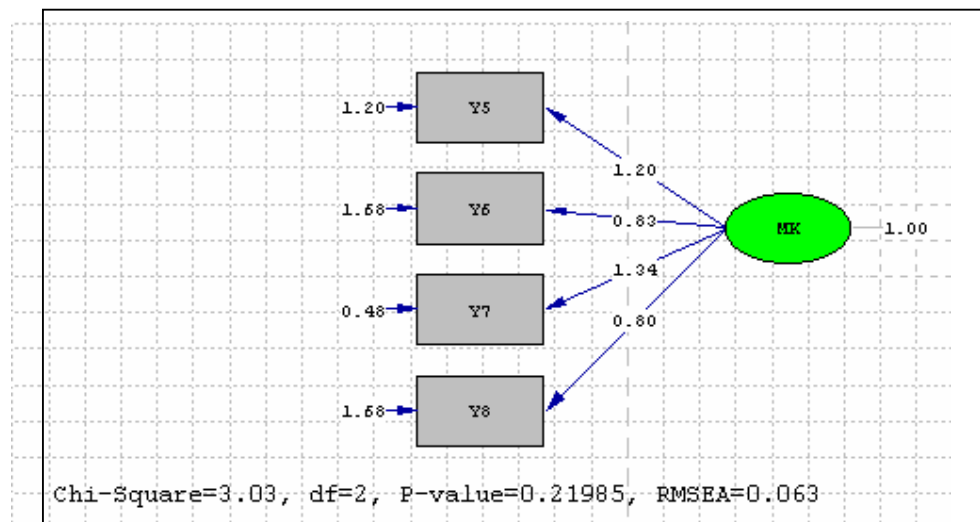 1.20 Y5
1.20
1.68 Y6 0.83 MK 1.00
1.34
0.48 Y7 0.80
1.68 Y8
Chi-Square=3.03, df=2, P-value=0.21985, RMSEA=0.063